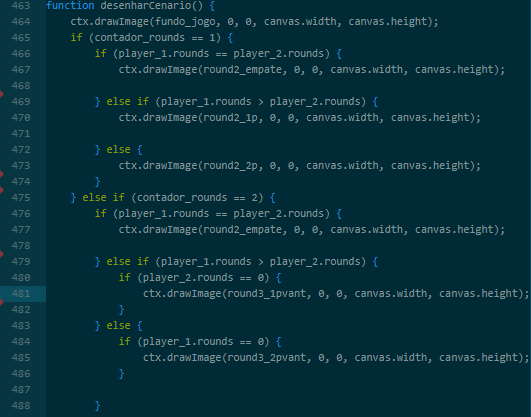 463 function desenharCenario() {
464 ctx.drawImage(fundo_jogo, 0, 0, canvas.width, canvas.height);
465 if (contador_rounds == 1) {
466 if (player_1.rounds == player_2.rounds) {
467 ctx.drawImage(round2_empate, 0, 0, canvas.width, canvas.height);
468
469 } else if (player_1.rounds > player_2.rounds) {
470 ctx.drawImage(round2_1p, 0, 0, canvas.width, canvas.height);
471
472 } else {
473 ctx.drawImage(round2_2p, 0, 0, canvas.width, canvas.height);
474 }
475 } else if (contador_rounds == 2) {
476 if (player_1.rounds == player_2.rounds) {
477 ctx.drawImage(round2_empate, 0, 0, canvas.width, canvas.height);
478
479 } else if (player_1.rounds > player_2.rounds) {
480 if (player_2.rounds == 0) {
481 ctx.drawImage(round3_1pvant, 0, 0, canvas.width, canvas.height);
482 }
483 } else {
484 if (player_1.rounds == 0) {
485 ctx.drawImage(round3_2pvant, 0, 0, canvas.width, canvas.height);
486 }
487
488 }